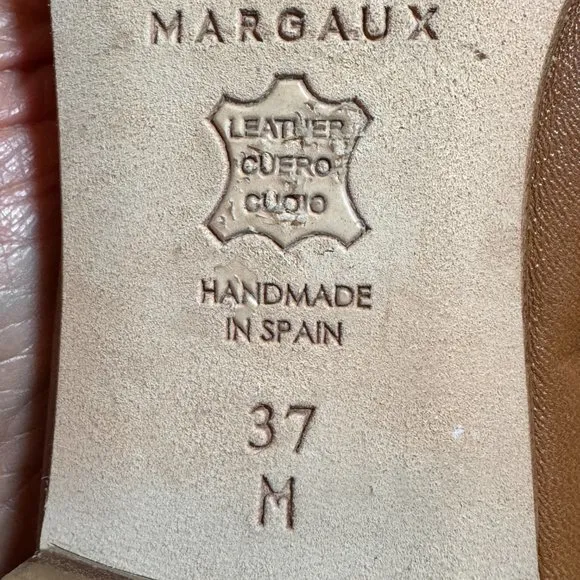 MARGAUX
LEATHER
CUERO
CUOIO
HANDMADE
IN SPAIN
37
M